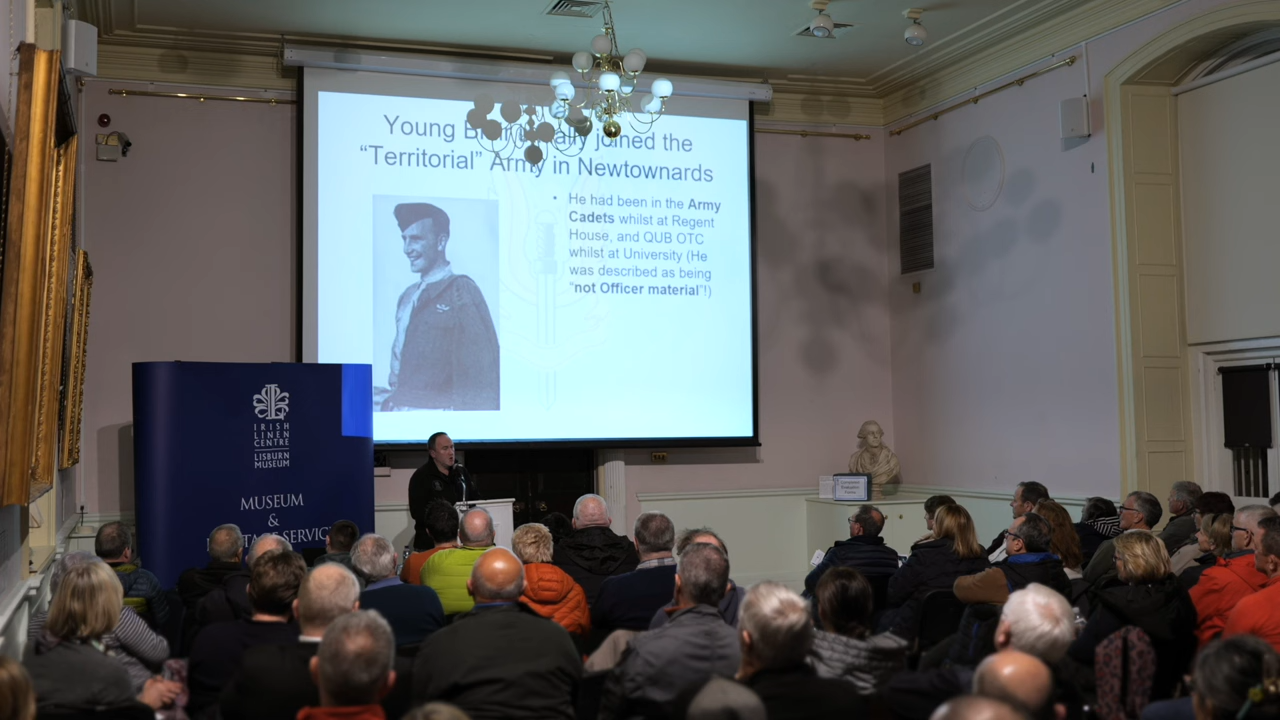 Young
joined the
“Territorial” Army in Newtownards
• He had been in the Army
Cadets whilst at Regent
House, and QUB OTC
whilst at University (He
was described as being
“not Officer material”!)
IRISH
LINEN
CENTRE
LISBURN
MUSEUM
MUSEUM
&